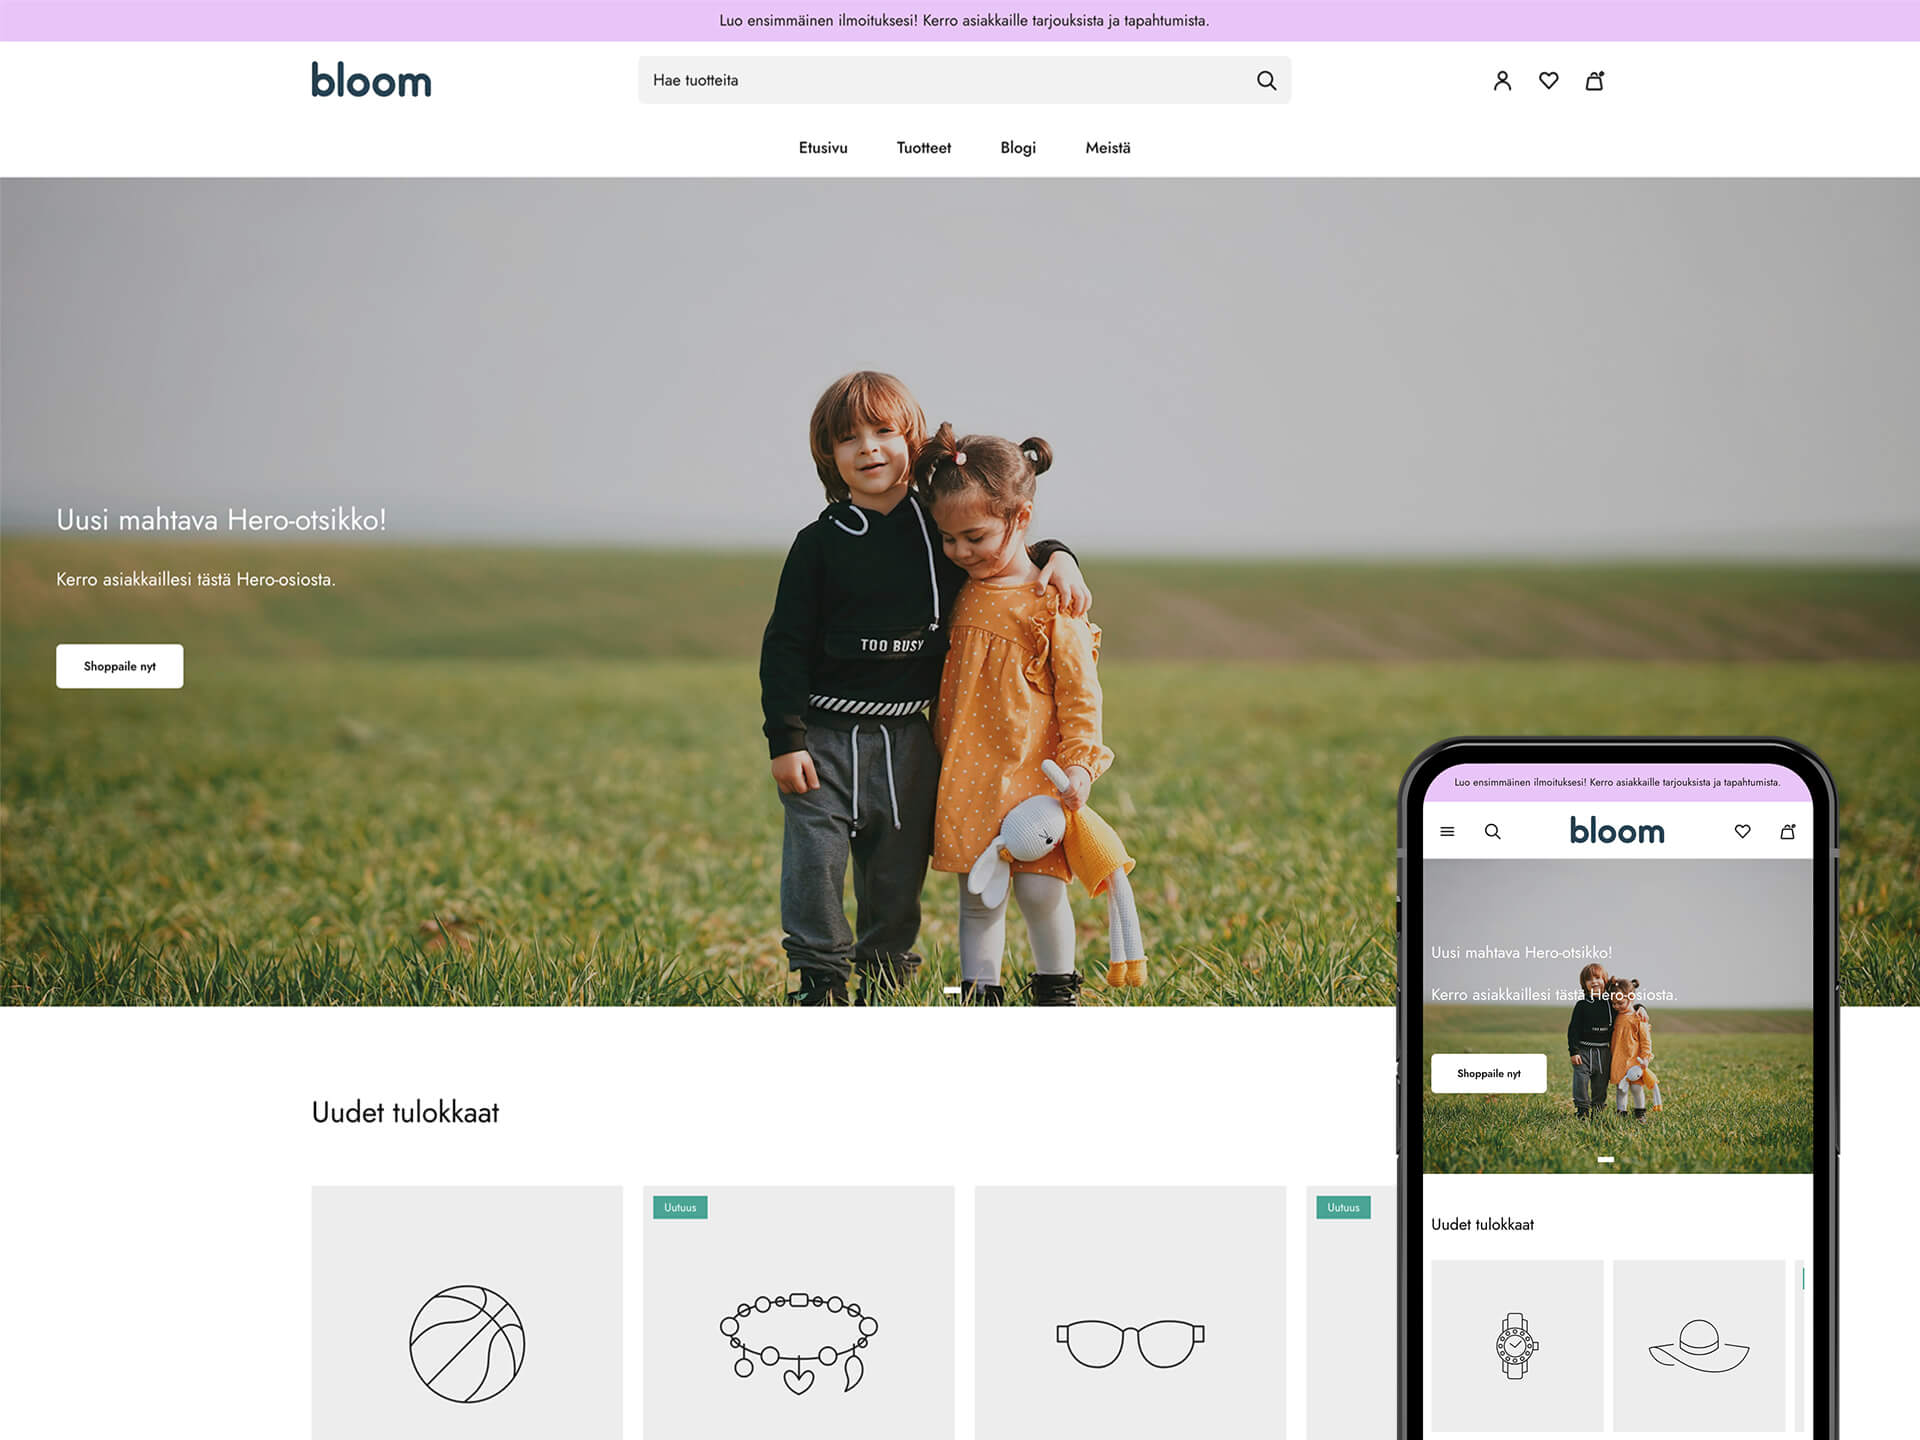 Luo ensimmäinen ilmoituksesi! Kerro asiakkaille tarjouksista ja tapahtumista.
bloom
Hae tuotteita
Etusivu
Tuotteet
Blogi
Meistä
Uusi mahtava Hero-otsikko!
Kerro asiakkaillesi tästä Hero-osiosta.
Shoppaile nyt
TOO BUSY
Uudet tulokkaat
Uutuus
Uutuus
Luo ensimmäinen ilmoituksesi! Kerro asiakkaille tarjouksista ja tapahtumista.
bloom
Uusi mahtava Hero-otsikko!
Kerro asiakkaillesi tästä Hero-osiosta.
TOO BUSY
Shoppaile nyt
Uudet tulokkaat